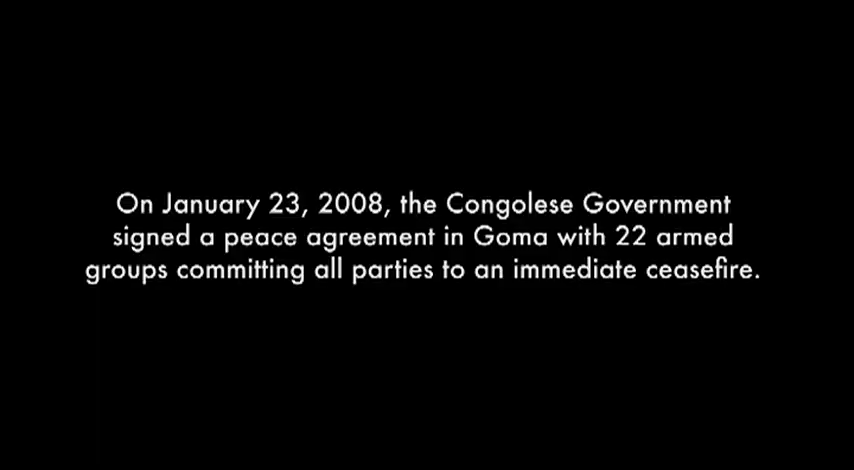 On January 23, 2008, the Congolese Government
signed a peace agreement in Goma with 22 armed
groups committing all parties to an immediate ceasefire.